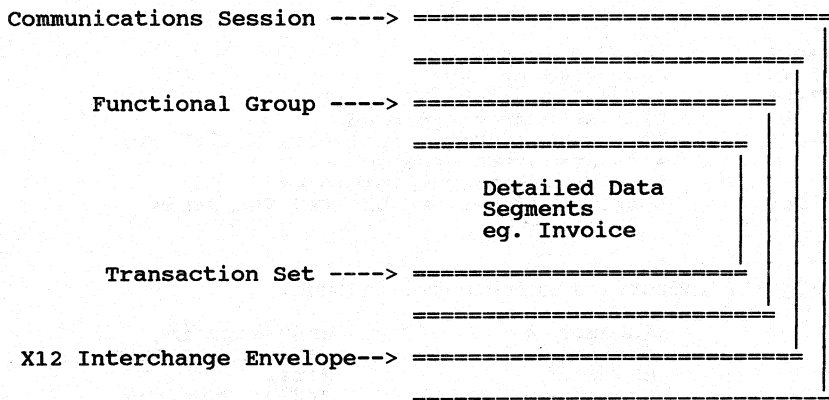 Communications Session ---->
Functional Group ---->
Detailed Data
Segments
eg. Invoice
Transaction Set ---->
X12 Interchange Envelope-->